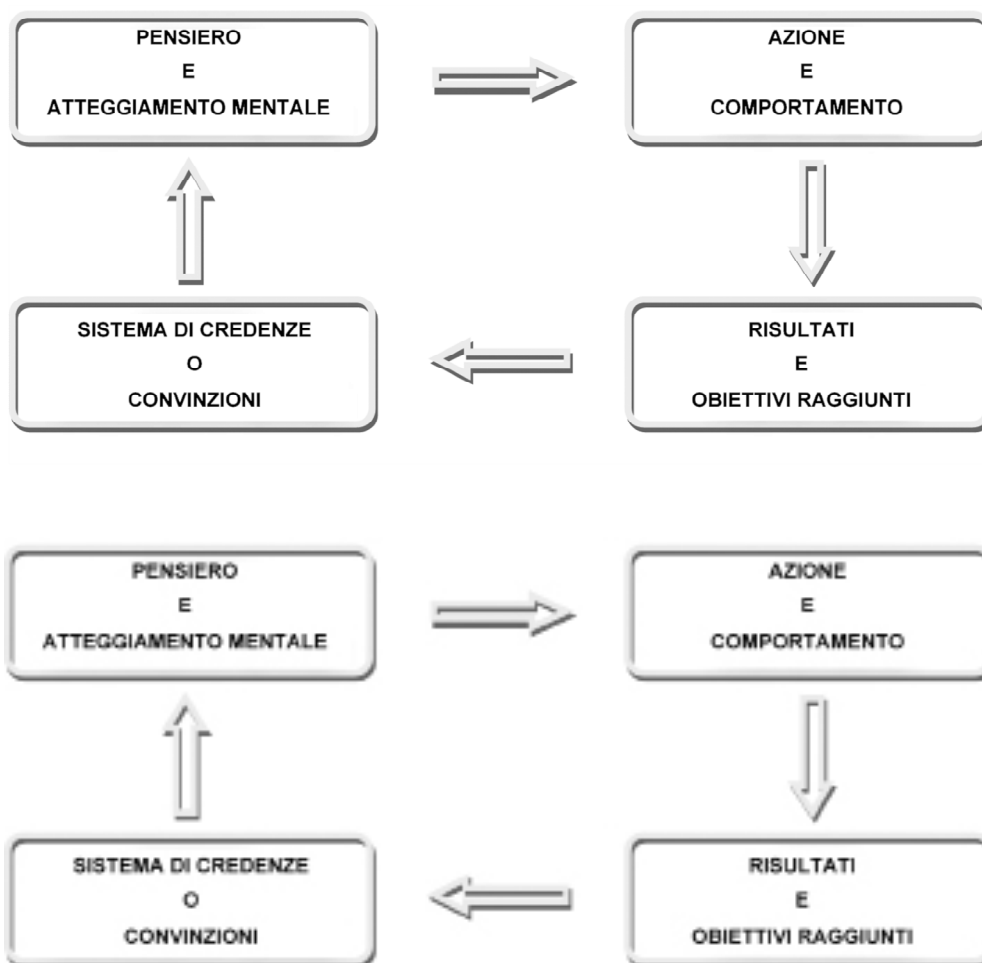 PENSIERO
E
ATTEGGIAMENTO MENTALE
AZIONE
E
COMPORTAMENTO
SISTEMA DI CREDENZE
O
CONVINZIONI
RISULTATI
E
OBIETTIVI RAGGIUNTI
PENSIERO
E
ATTEGGIAMENTO MENTALE
AZIONE
E
COMPORTAMENTO
SISTEMA DI CREDENZE
O
CONVINZIONI
RISULTATI
E
OBIETTIVI RAGGIUNTI